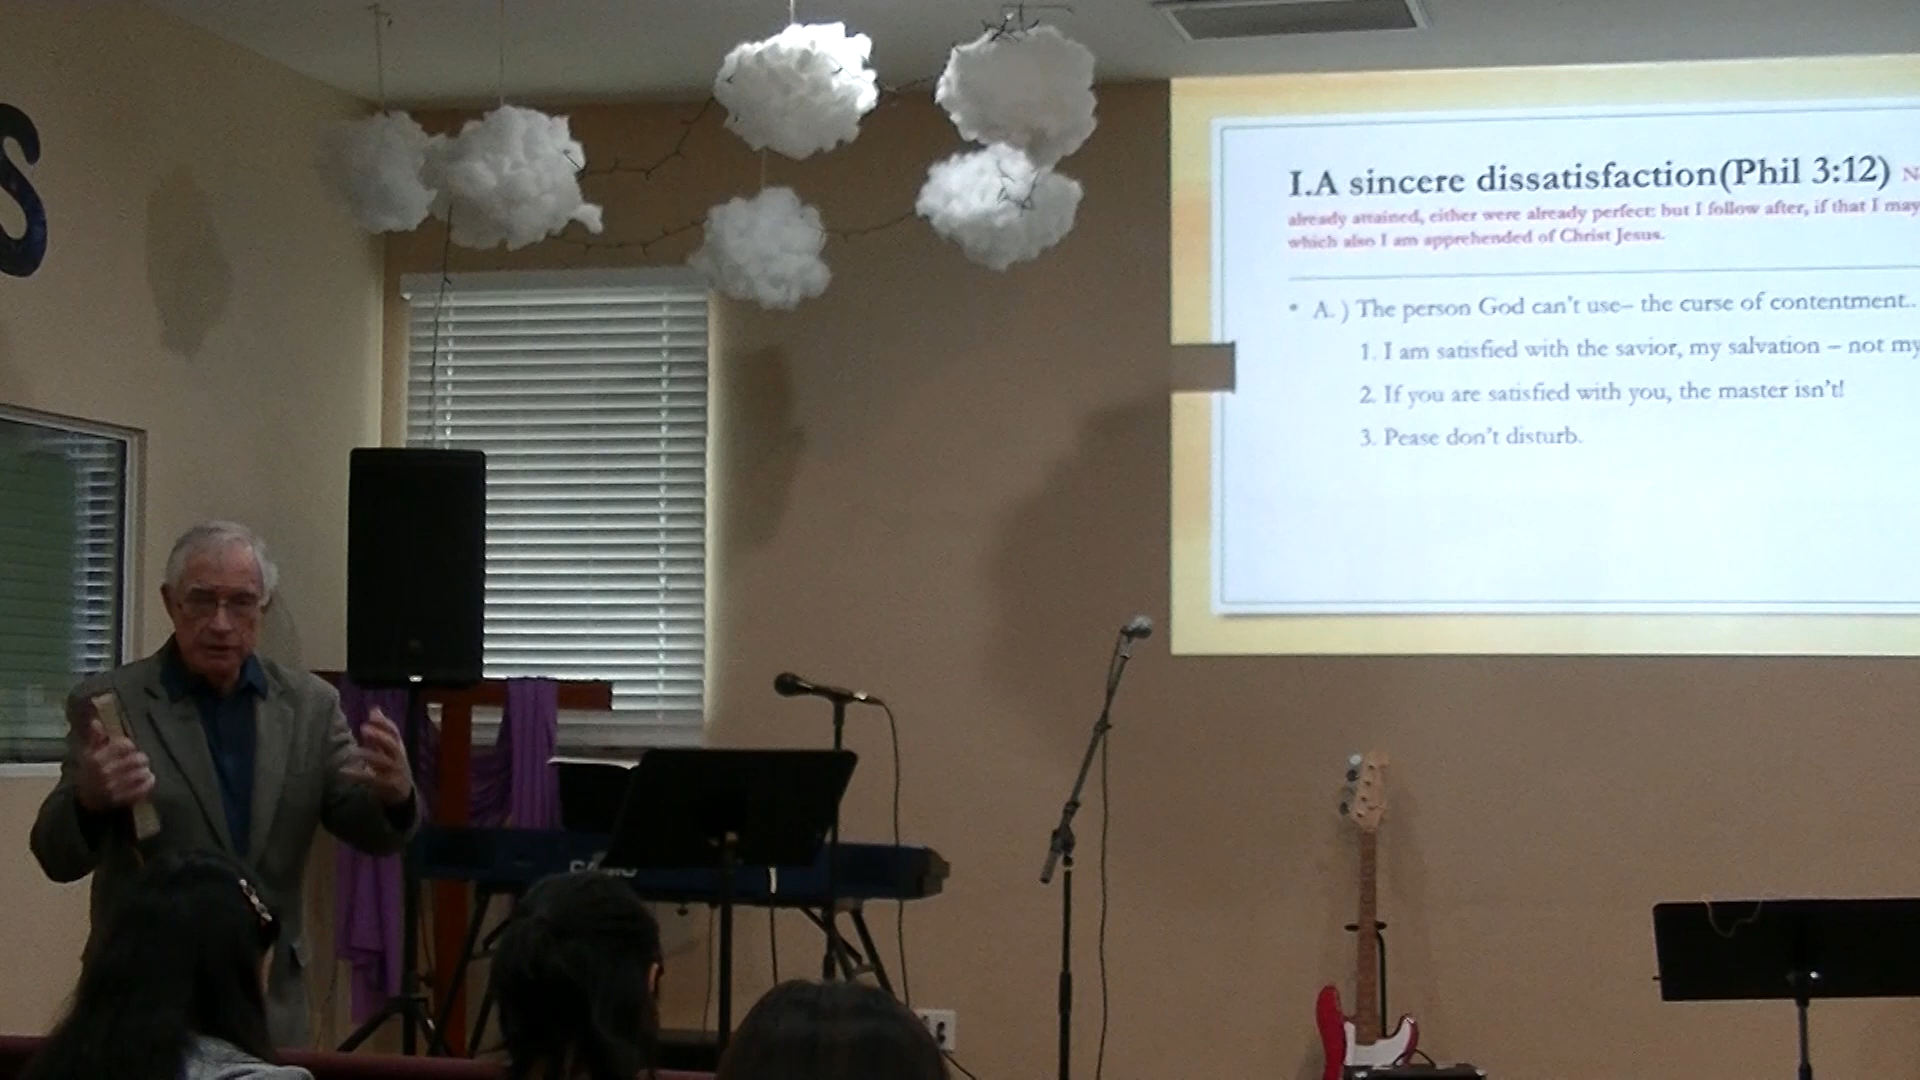 S
I.A sincere dissatisfaction(Phil 3:12)
already attained, either were already perfect: but I follow after, if that I may
which also I am apprehended of Christ Jesus.
• A. ) The person God can't use– the curse of contentment..
1. I am satisfied with the savior, my salvation – not my
2. If you are satisfied with you, the master isn't!
3. Pease don't disturb.
CASIO